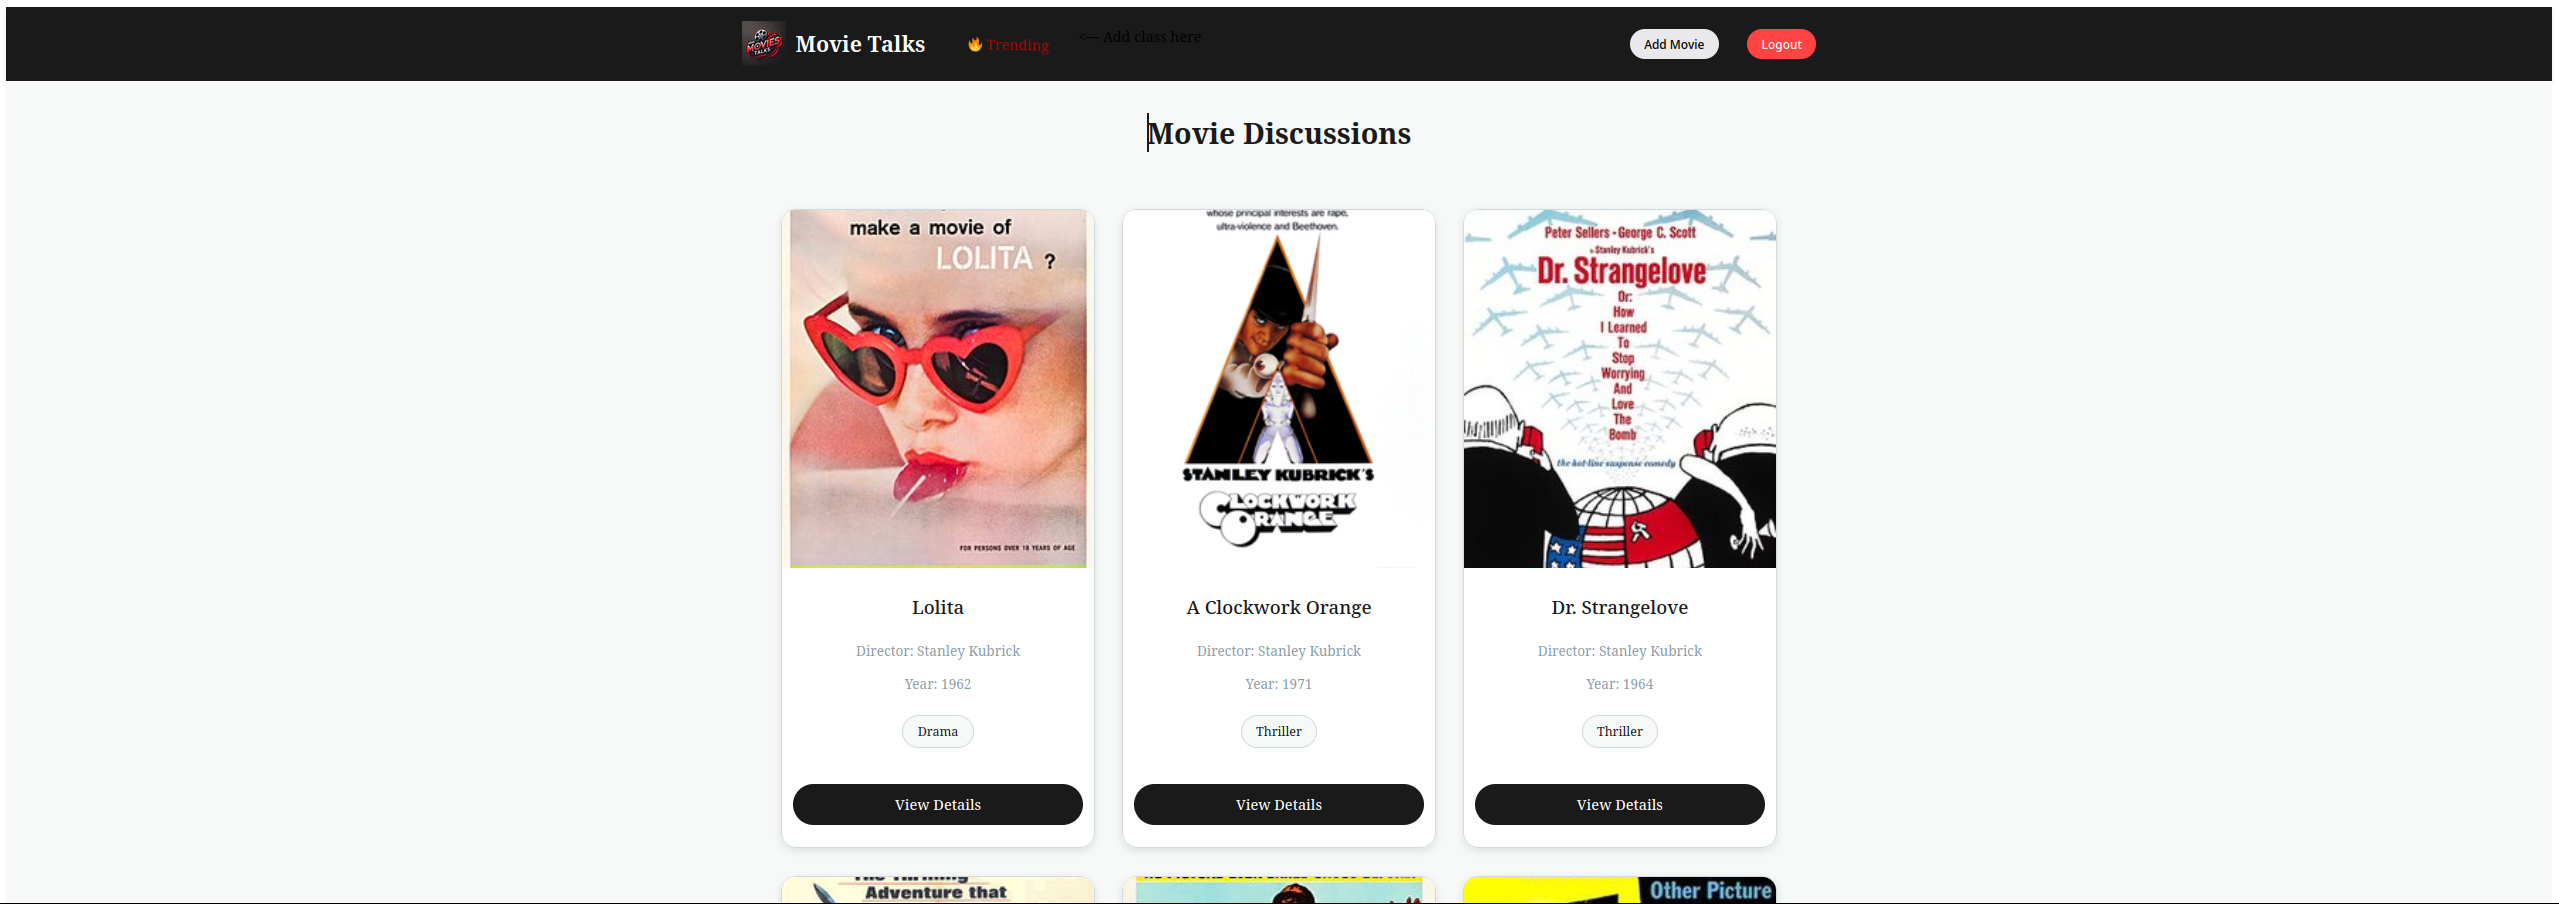 MOVIES
TALKS
Movie Talks
🔥 Trending
<-- Add class here
Add Movie
Logout
Movie Discussions
make a movie of
LOLITA ?
FOR PERSONS OVER 18 YEARS OF AGE
Lolita
Director: Stanley Kubrick
Year: 1962
Drama
View Details
whose principal interests are rape,
ultra-violence and Beethoven.
STANLEY KUBRICK'S
CLOCKWORK
ORANGE
A Clockwork Orange
Director: Stanley Kubrick
Year: 1971
Thriller
View Details
Peter Sellers · George C. Scott
Stanley Kubrick's
Dr. Strangelove
Or:
How
I Learned
To
Stop
Worrying
And
Love
The
Bomb
the hot-line suspense comedy
Dr. Strangelove
Director: Stanley Kubrick
Year: 1964
Thriller
View Details
Adventure that
Other Picture